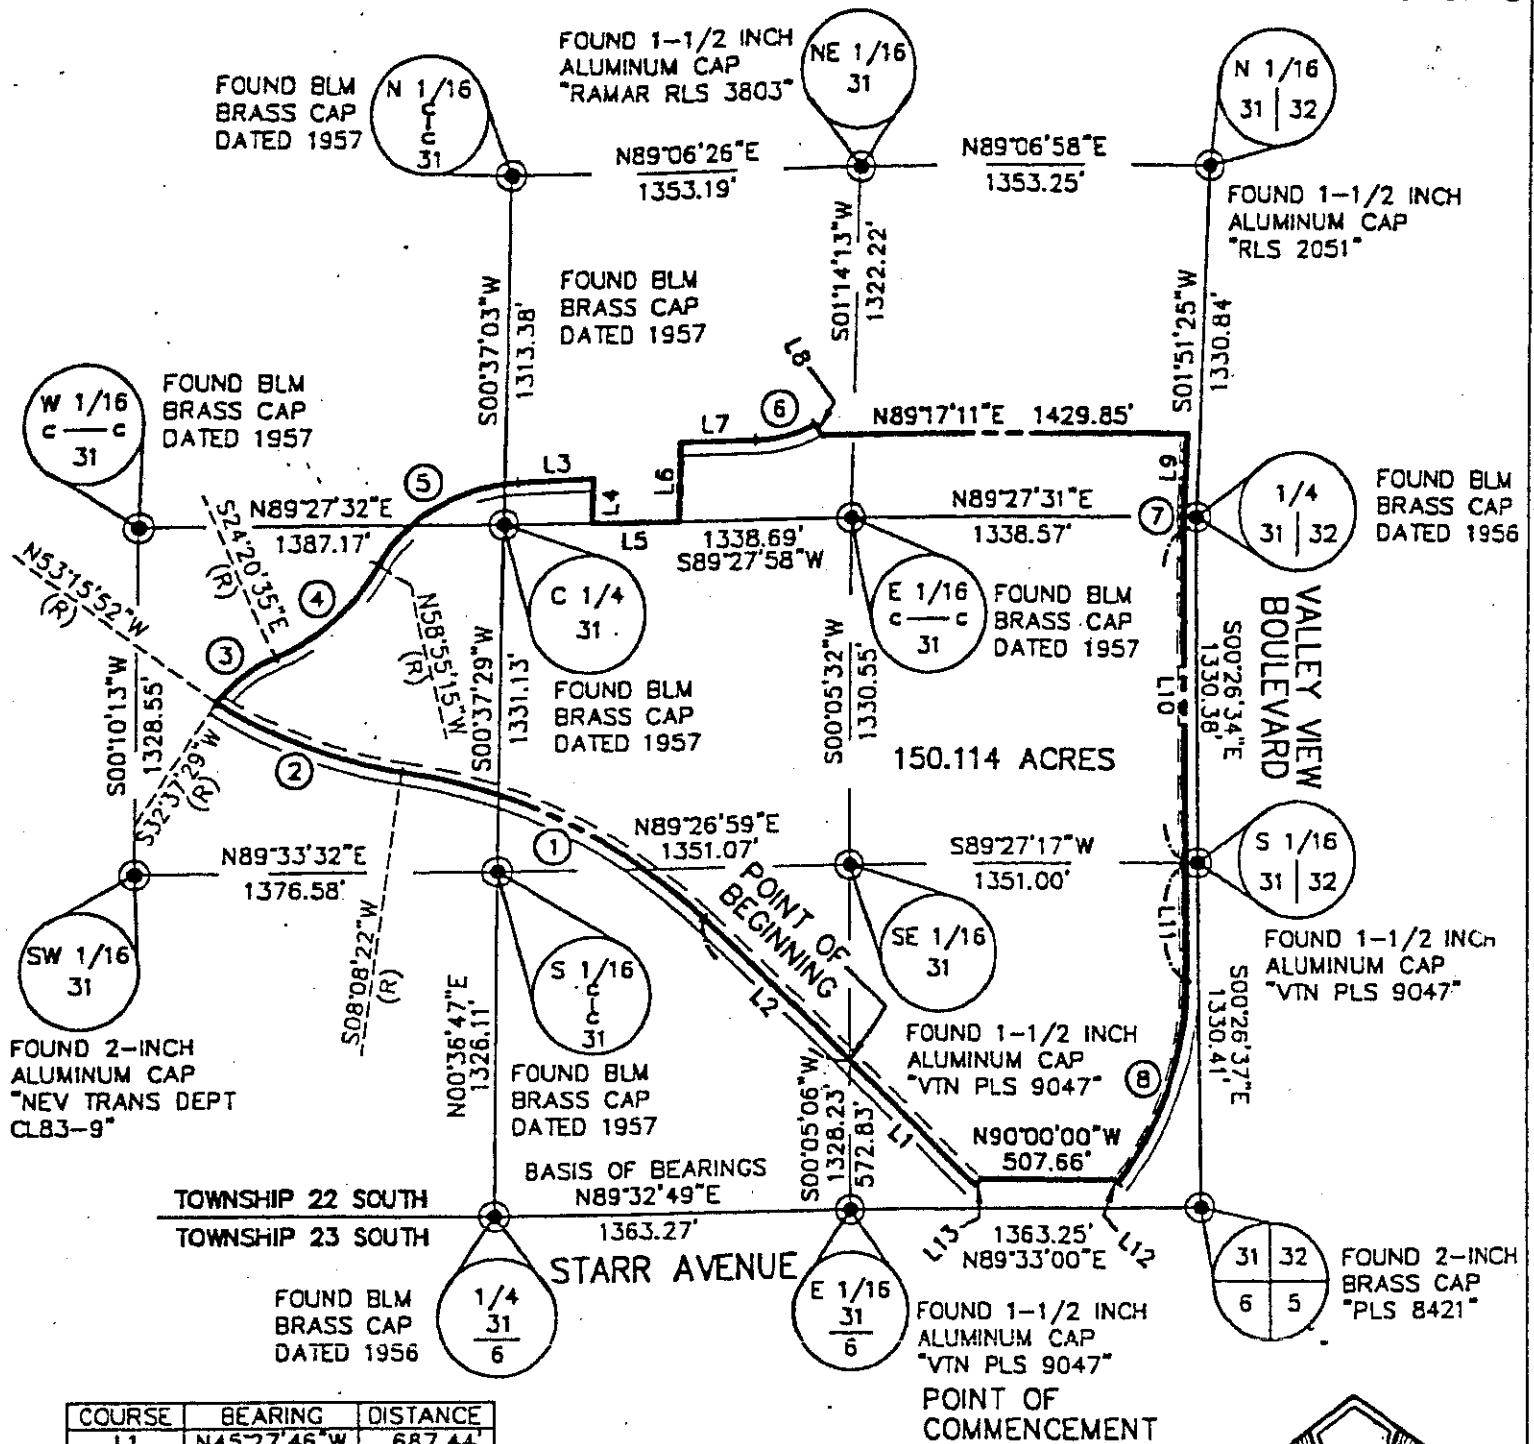 FOUND BLM
BRASS CAP
DATED 1957
N 1/16
C
C
31
FOUND 1-1/2 INCH
ALUMINUM CAP
"RAMAR RLS 3803"
NE 1/16
31
N 1/16
31 | 32
N89°06'26"E
1353.19'
N89°06'58"E
1353.25'
FOUND 1-1/2 INCH
ALUMINUM CAP
"RLS 2051"
S00°37'03"W
1313.38'
FOUND BLM
BRASS CAP
DATED 1957
S01°14'13"W
1322.22'
S01°51'25"W
1330.84'
W 1/16
C — C
31
FOUND BLM
BRASS CAP
DATED 1957
L8
L7
6
N89°17'11"E 1429.85'
L9
5
L3
L4
L6
L5
N89°27'32"E
1387.17'
1338.69'
S89°27'58"W
N89°27'31"E
1338.57'
7
1/4
31 | 32
FOUND BLM
BRASS CAP
DATED 1956
N53°15'52"W
(R)
S24°20'35"E
(R)
4
3
N58°55'15"W
(R)
C 1/4
31
FOUND BLM
BRASS CAP
DATED 1957
E 1/16
C — C
31
FOUND BLM
BRASS CAP
DATED 1957
VALLEY VIEW
BOULEVARD
S00°10'13"W
1328.55'
S32°37'29"W
(R)
2
S00°37'29"W
1331.13'
S00°05'32"W
1330.55'
150.114 ACRES
L10
S00°26'34"E
1330.38'
N89°33'32"E
1376.58'
1
N89°26'59"E
1351.07'
S89°27'17"W
1351.00'
S 1/16
31 | 32
FOUND 1-1/2 INCH
ALUMINUM CAP
"VTN PLS 9047"
SW 1/16
31
FOUND 2-INCH
ALUMINUM CAP
"NEV TRANS DEPT
CL83-9"
S08°08'22"W
(R)
S 1/16
C
C
31
FOUND BLM
BRASS CAP
DATED 1957
N00°36'47"E
1326.11'
L2
POINT OF
BEGINNING
SE 1/16
31
FOUND 1-1/2 INCH
ALUMINUM CAP
"VTN PLS 9047"
L11
8
S00°26'37"E
1330.41'
S00°05'06"W
1328.23'
572.83'
L1
N90°00'00"W
507.66'
BASIS OF BEARINGS
N89°32'49"E
1363.27'
TOWNSHIP 22 SOUTH
TOWNSHIP 23 SOUTH
STARR AVENUE
L13
1363.25'
N89°33'00"E
L12
31 | 32
6 | 5
FOUND 2-INCH
BRASS CAP
"PLS 8421"
FOUND BLM
BRASS CAP
DATED 1956
1/4
31
6
E 1/16
31
6
FOUND 1-1/2 INCH
ALUMINUM CAP
"VTN PLS 9047"
POINT OF
COMMENCEMENT
COURSE BEARING DISTANCE
L1 N45°27'46"W 687.44'